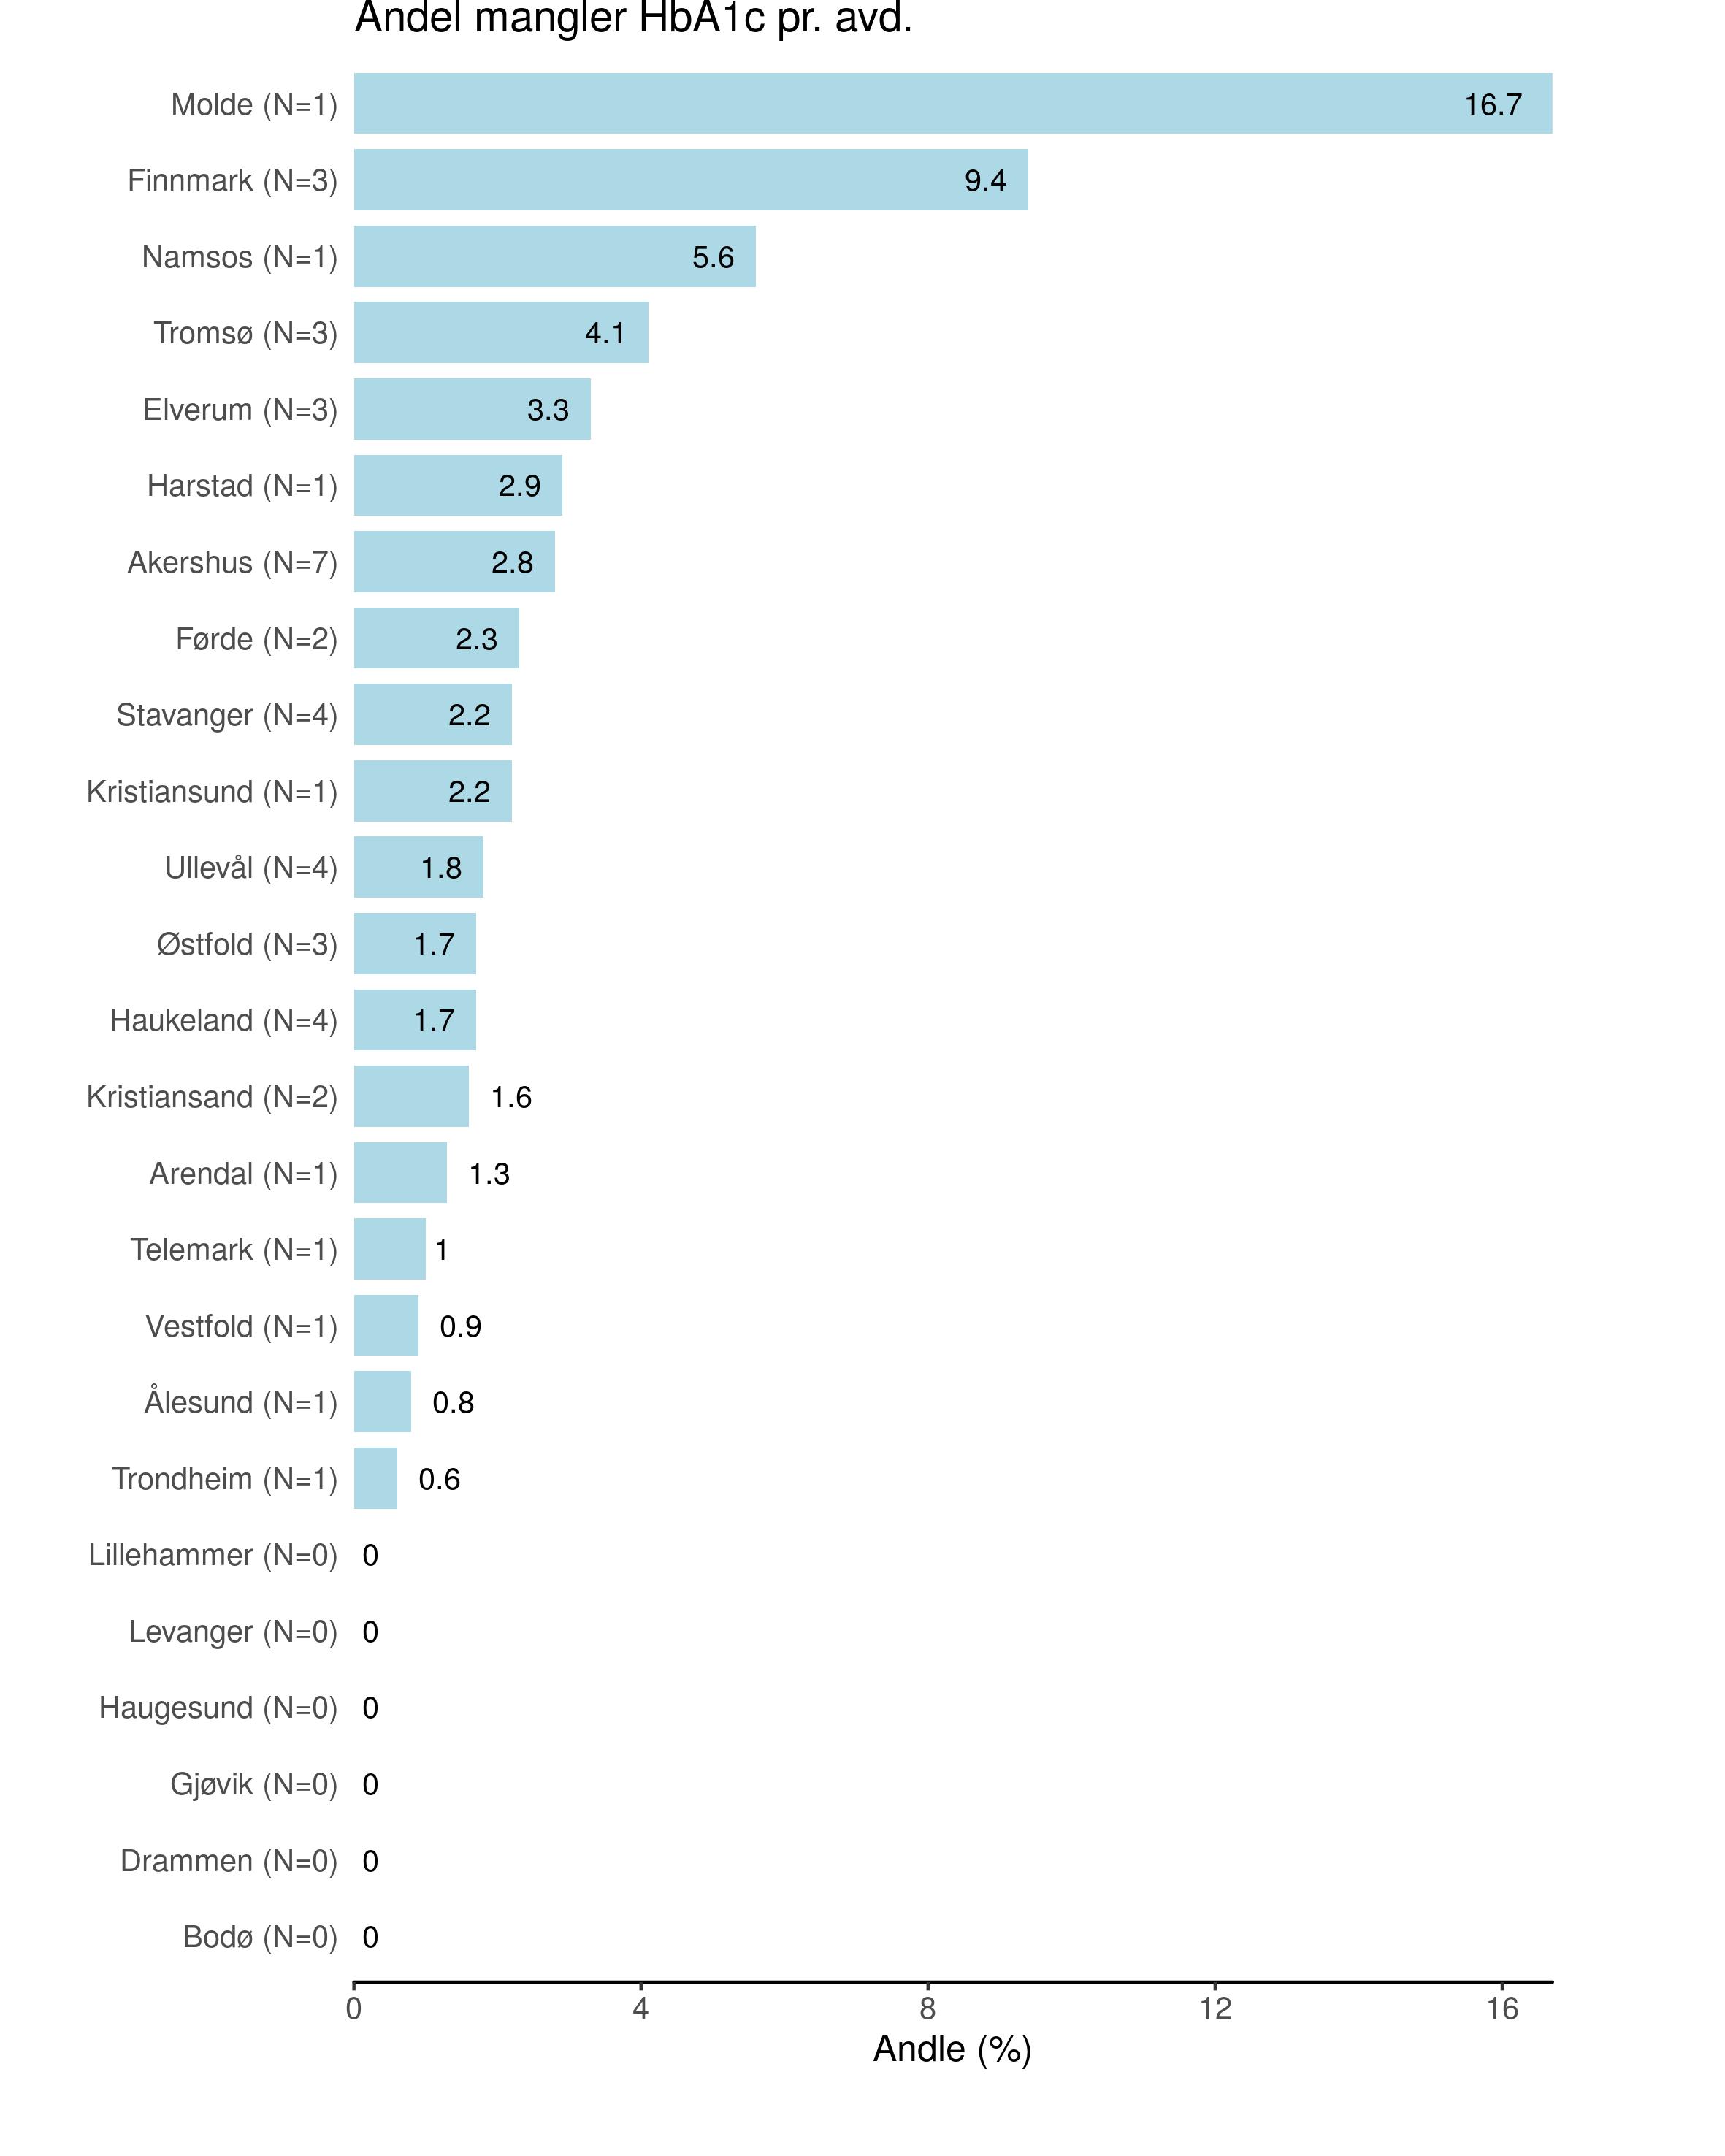 Andel mangler HbA1c pr. avd.
Molde (N=1) 16.7
Finnmark (N=3) 9.4
Namsos (N=1) 5.6
Tromsø (N=3) 4.1
Elverum (N=3) 3.3
Harstad (N=1) 2.9
Akershus (N=7) 2.8
Førde (N=2) 2.3
Stavanger (N=4) 2.2
Kristiansund (N=1) 2.2
Ullevål (N=4) 1.8
Østfold (N=3) 1.7
Haukeland (N=4) 1.7
Kristiansand (N=2) 1.6
Arendal (N=1) 1.3
Telemark (N=1) 1
Vestfold (N=1) 0.9
Ålesund (N=1) 0.8
Trondheim (N=1) 0.6
Lillehammer (N=0) 0
Levanger (N=0) 0
Haugesund (N=0) 0
Gjøvik (N=0) 0
Drammen (N=0) 0
Bodø (N=0) 0
0 4 8 12 16
Andle (%)